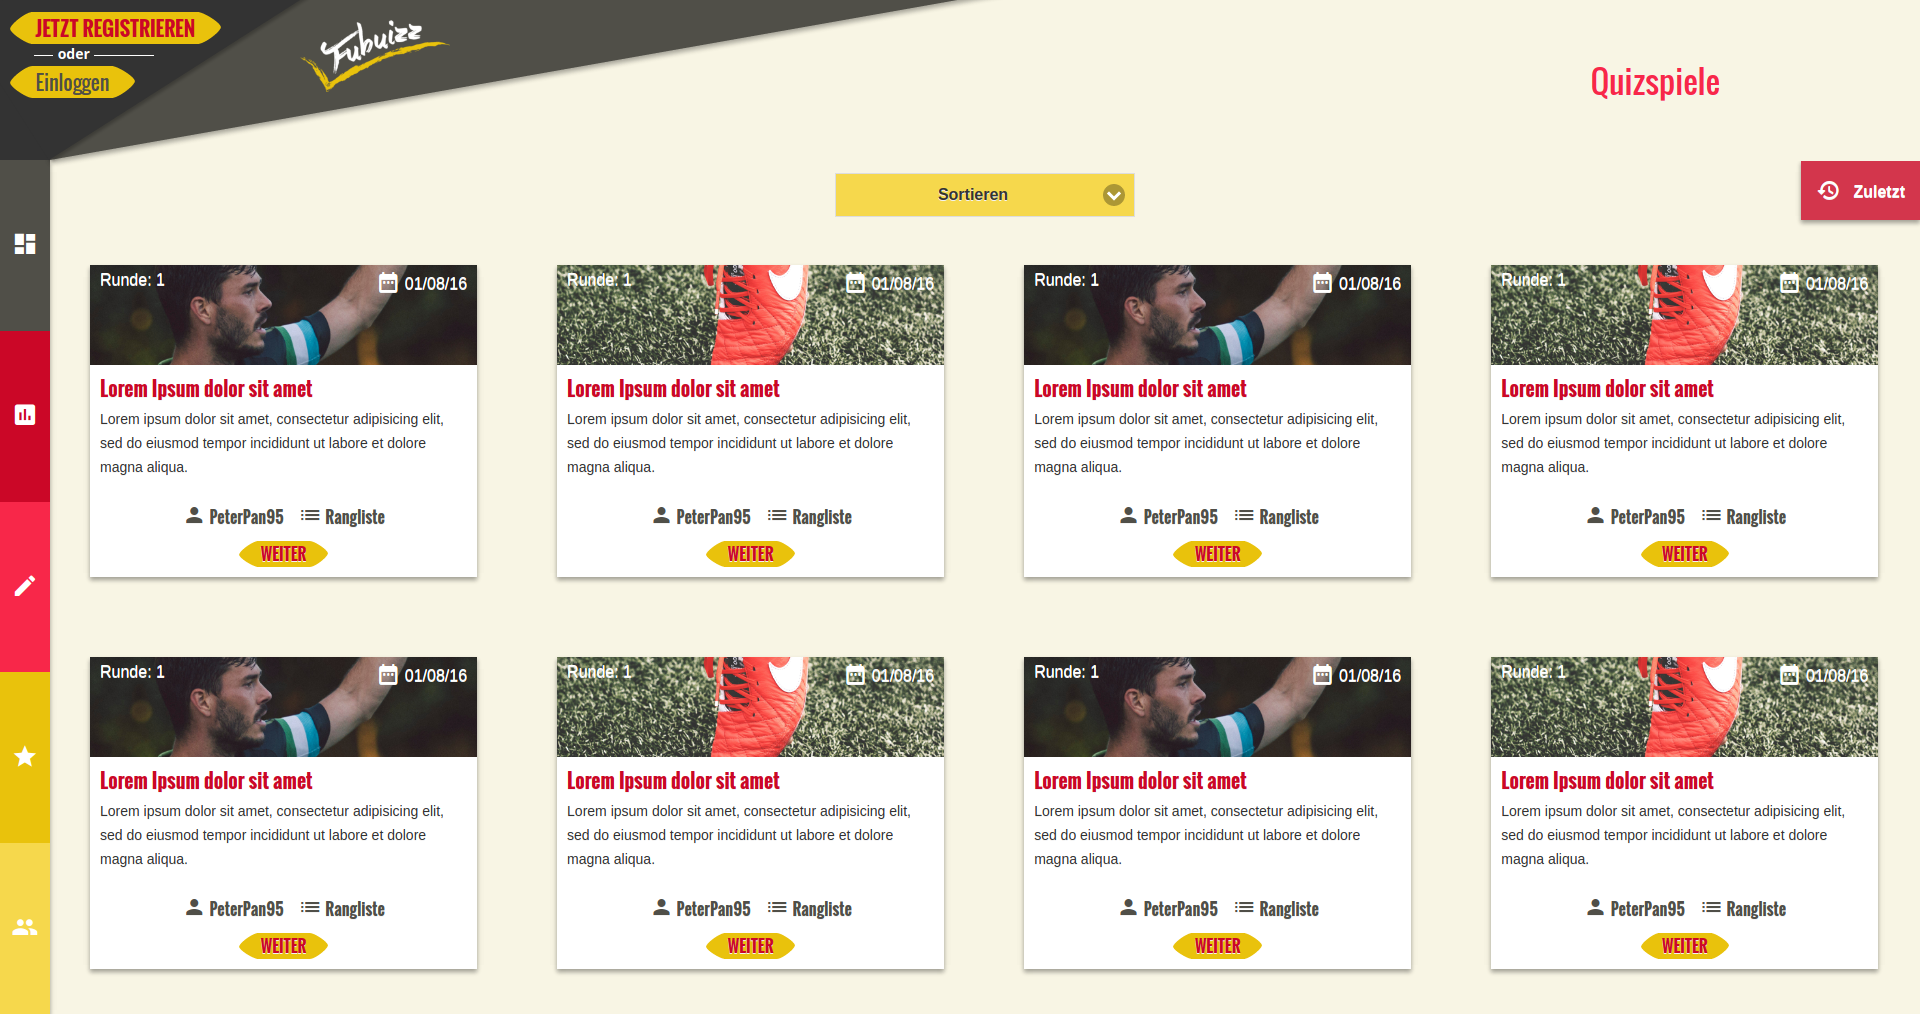 JETZT REGISTRIEREN
oder
Einloggen
Fubuizz
Quizspiele
Sortieren
Zuletzt
Runde: 1 01/08/16
Lorem Ipsum dolor sit amet
Lorem ipsum dolor sit amet, consectetur adipisicing elit,
sed do eiusmod tempor incididunt ut labore et dolore
magna aliqua.
PeterPan95 Rangliste
WEITER
Runde: 1 01/08/16
Lorem Ipsum dolor sit amet
Lorem ipsum dolor sit amet, consectetur adipisicing elit,
sed do eiusmod tempor incididunt ut labore et dolore
magna aliqua.
PeterPan95 Rangliste
WEITER
Runde: 1 01/08/16
Lorem Ipsum dolor sit amet
Lorem ipsum dolor sit amet, consectetur adipisicing elit,
sed do eiusmod tempor incididunt ut labore et dolore
magna aliqua.
PeterPan95 Rangliste
WEITER
Runde: 1 01/08/16
Lorem Ipsum dolor sit amet
Lorem ipsum dolor sit amet, consectetur adipisicing elit,
sed do eiusmod tempor incididunt ut labore et dolore
magna aliqua.
PeterPan95 Rangliste
WEITER
Runde: 1 01/08/16
Lorem Ipsum dolor sit amet
Lorem ipsum dolor sit amet, consectetur adipisicing elit,
sed do eiusmod tempor incididunt ut labore et dolore
magna aliqua.
PeterPan95 Rangliste
WEITER
Runde: 1 01/08/16
Lorem Ipsum dolor sit amet
Lorem ipsum dolor sit amet, consectetur adipisicing elit,
sed do eiusmod tempor incididunt ut labore et dolore
magna aliqua.
PeterPan95 Rangliste
WEITER
Runde: 1 01/08/16
Lorem Ipsum dolor sit amet
Lorem ipsum dolor sit amet, consectetur adipisicing elit,
sed do eiusmod tempor incididunt ut labore et dolore
magna aliqua.
PeterPan95 Rangliste
WEITER
Runde: 1 01/08/16
Lorem Ipsum dolor sit amet
Lorem ipsum dolor sit amet, consectetur adipisicing elit,
sed do eiusmod tempor incididunt ut labore et dolore
magna aliqua.
PeterPan95 Rangliste
WEITER